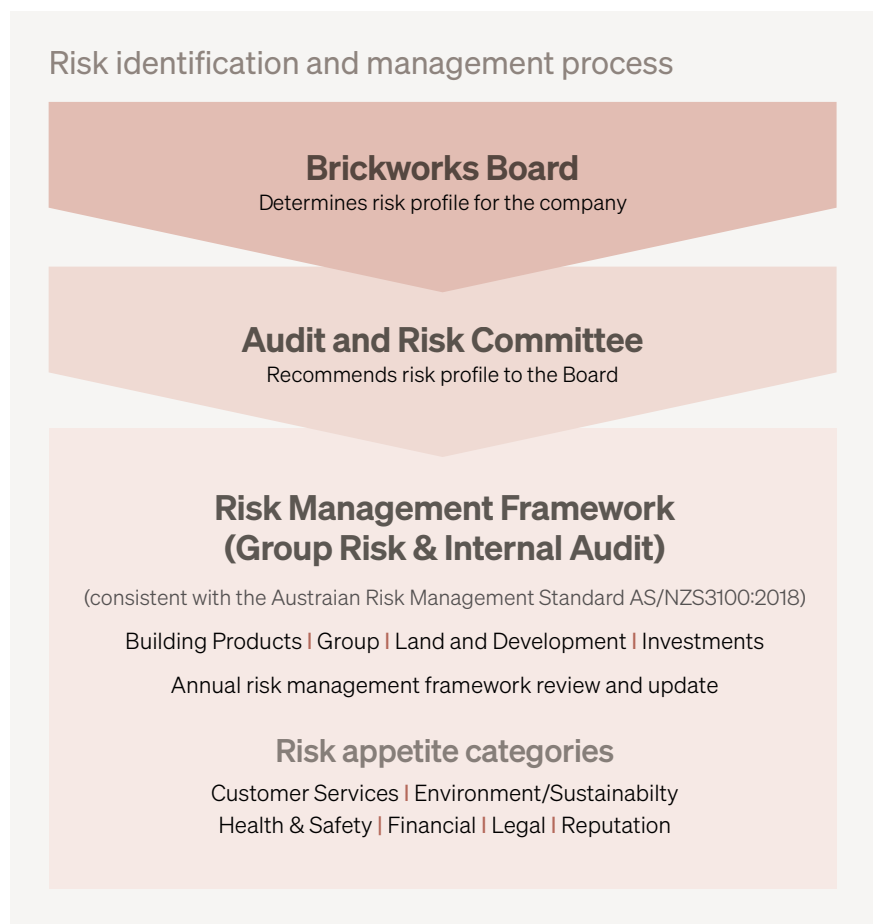 Risk identification and management process
Brickworks Board
Determines risk profile for the company
Audit and Risk Committee
Recommends risk profile to the Board
Risk Management Framework
(Group Risk & Internal Audit)
(consistent with the Austraian Risk Management Standard AS/NZS3100:2018)
Building Products | Group | Land and Development | Investments
Annual risk management framework review and update
Risk appetite categories
Customer Services | Environment/Sustainabilty
Health & Safety | Financial | Legal | Reputation